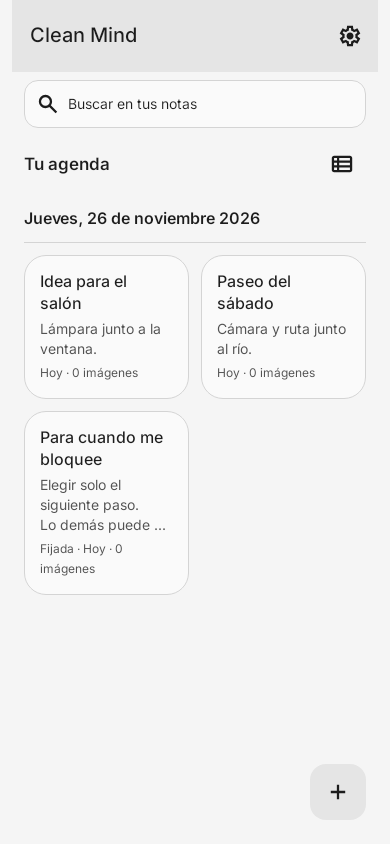 Clean Mind
Buscar en tus notas
Tu agenda
Jueves, 26 de noviembre 2026
Idea para el
salón
Lámpara junto a la
ventana.
Hoy · 0 imágenes
Paseo del
sábado
Cámara y ruta junto
al río.
Hoy · 0 imágenes
Para cuando me
bloquee
Elegir solo el
siguiente paso.
Lo demás puede ...
Fijada · Hoy · 0
imágenes